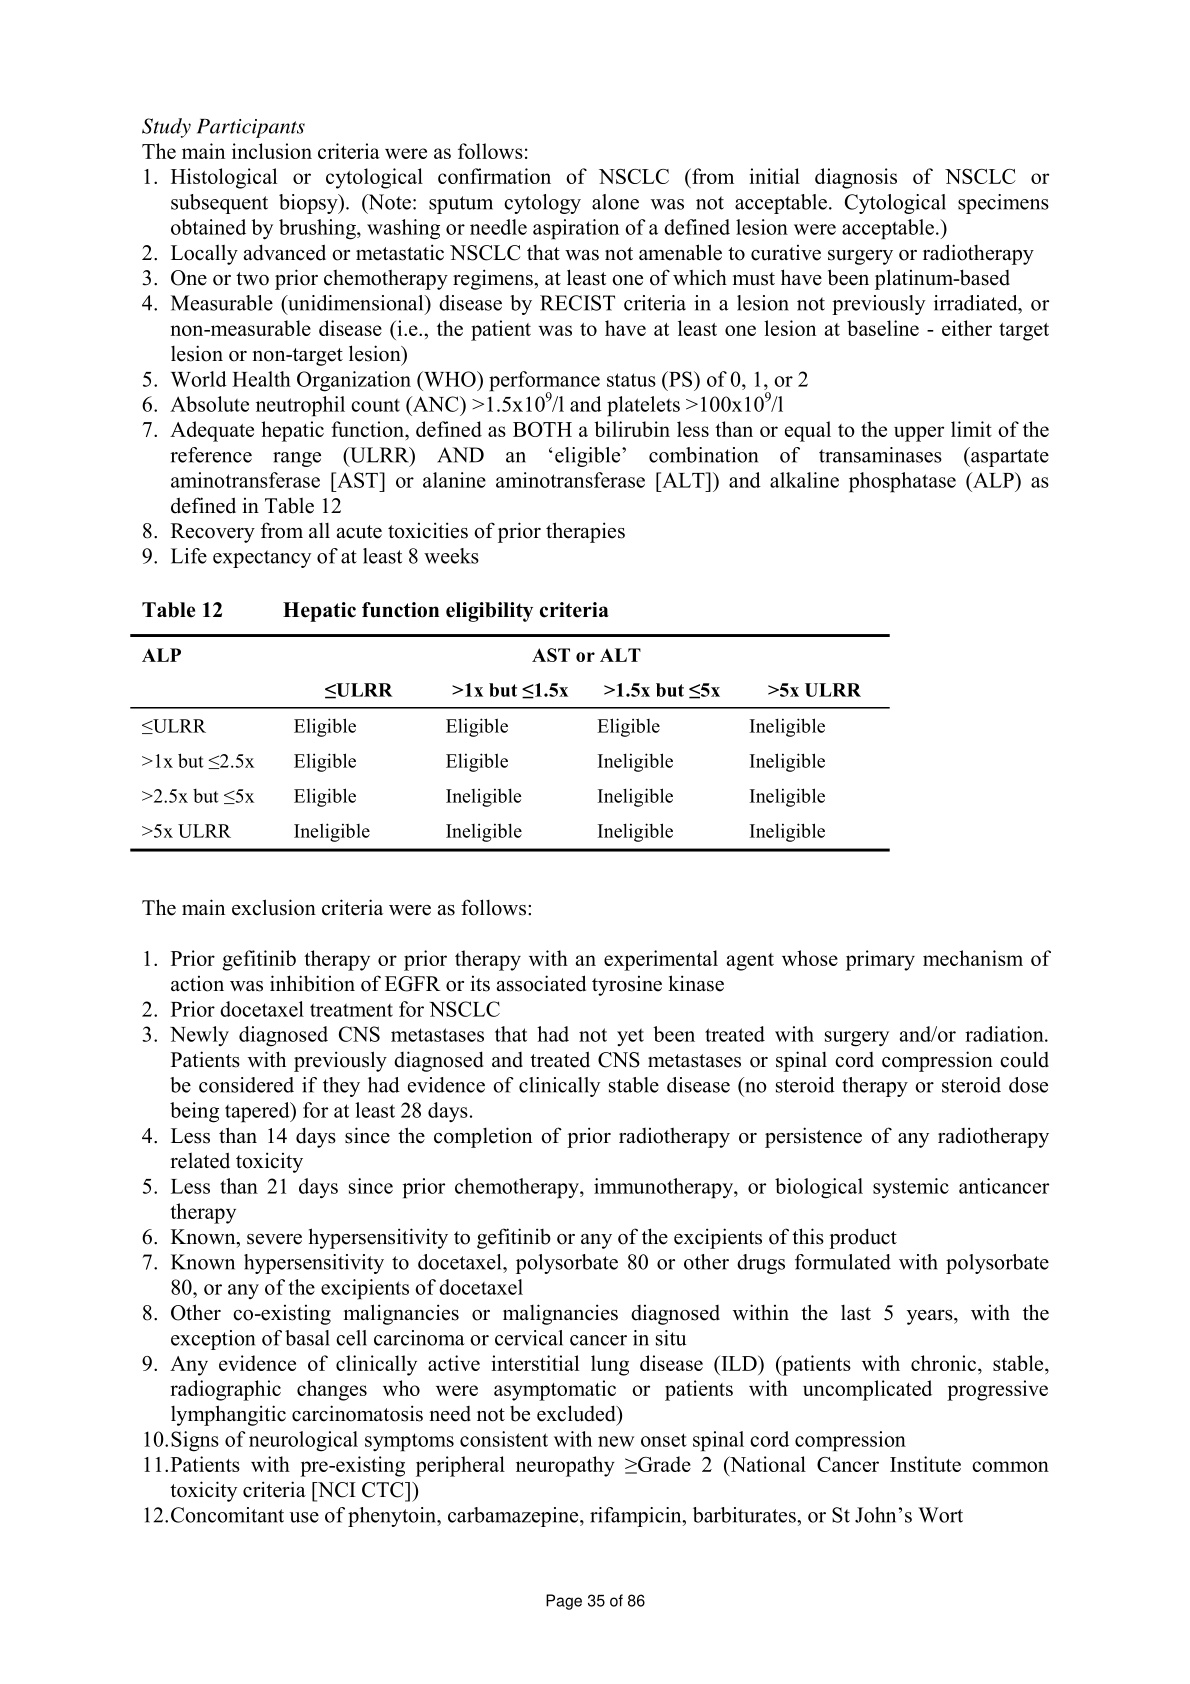 Study Participants
The main inclusion criteria were as follows:
1. Histological or cytological confirmation of NSCLC (from initial diagnosis of NSCLC or
subsequent biopsy). (Note: sputum cytology alone was not acceptable. Cytological specimens
obtained by brushing, washing or needle aspiration of a defined lesion were acceptable.)
2. Locally advanced or metastatic NSCLC that was not amenable to curative surgery or radiotherapy
3. One or two prior chemotherapy regimens, at least one of which must have been platinum-based
4. Measurable (unidimensional) disease by RECIST criteria in a lesion not previously irradiated, or
non-measurable disease (i.e., the patient was to have at least one lesion at baseline - either target
lesion or non-target lesion)
5. World Health Organization (WHO) performance status (PS) of 0, 1, or 2
6. Absolute neutrophil count (ANC) >1.5x10⁹/l and platelets >100x10⁹/l
7. Adequate hepatic function, defined as BOTH a bilirubin less than or equal to the upper limit of the
reference range (ULRR) AND an ‘eligible’ combination of transaminases (aspartate
aminotransferase [AST] or alanine aminotransferase [ALT]) and alkaline phosphatase (ALP) as
defined in Table 12
8. Recovery from all acute toxicities of prior therapies
9. Life expectancy of at least 8 weeks
Table 12 Hepatic function eligibility criteria
ALP AST or ALT
≤ULRR >1x but ≤1.5x >1.5x but ≤5x >5x ULRR
≤ULRR Eligible Eligible Eligible Ineligible
>1x but ≤2.5x Eligible Eligible Ineligible Ineligible
>2.5x but ≤5x Eligible Ineligible Ineligible Ineligible
>5x ULRR Ineligible Ineligible Ineligible Ineligible
The main exclusion criteria were as follows:
1. Prior gefitinib therapy or prior therapy with an experimental agent whose primary mechanism of
action was inhibition of EGFR or its associated tyrosine kinase
2. Prior docetaxel treatment for NSCLC
3. Newly diagnosed CNS metastases that had not yet been treated with surgery and/or radiation.
Patients with previously diagnosed and treated CNS metastases or spinal cord compression could
be considered if they had evidence of clinically stable disease (no steroid therapy or steroid dose
being tapered) for at least 28 days.
4. Less than 14 days since the completion of prior radiotherapy or persistence of any radiotherapy
related toxicity
5. Less than 21 days since prior chemotherapy, immunotherapy, or biological systemic anticancer
therapy
6. Known, severe hypersensitivity to gefitinib or any of the excipients of this product
7. Known hypersensitivity to docetaxel, polysorbate 80 or other drugs formulated with polysorbate
80, or any of the excipients of docetaxel
8. Other co-existing malignancies or malignancies diagnosed within the last 5 years, with the
exception of basal cell carcinoma or cervical cancer in situ
9. Any evidence of clinically active interstitial lung disease (ILD) (patients with chronic, stable,
radiographic changes who were asymptomatic or patients with uncomplicated progressive
lymphangitic carcinomatosis need not be excluded)
10.Signs of neurological symptoms consistent with new onset spinal cord compression
11.Patients with pre-existing peripheral neuropathy ≥Grade 2 (National Cancer Institute common
toxicity criteria [NCI CTC])
12.Concomitant use of phenytoin, carbamazepine, rifampicin, barbiturates, or St John’s Wort
Page 35 of 86